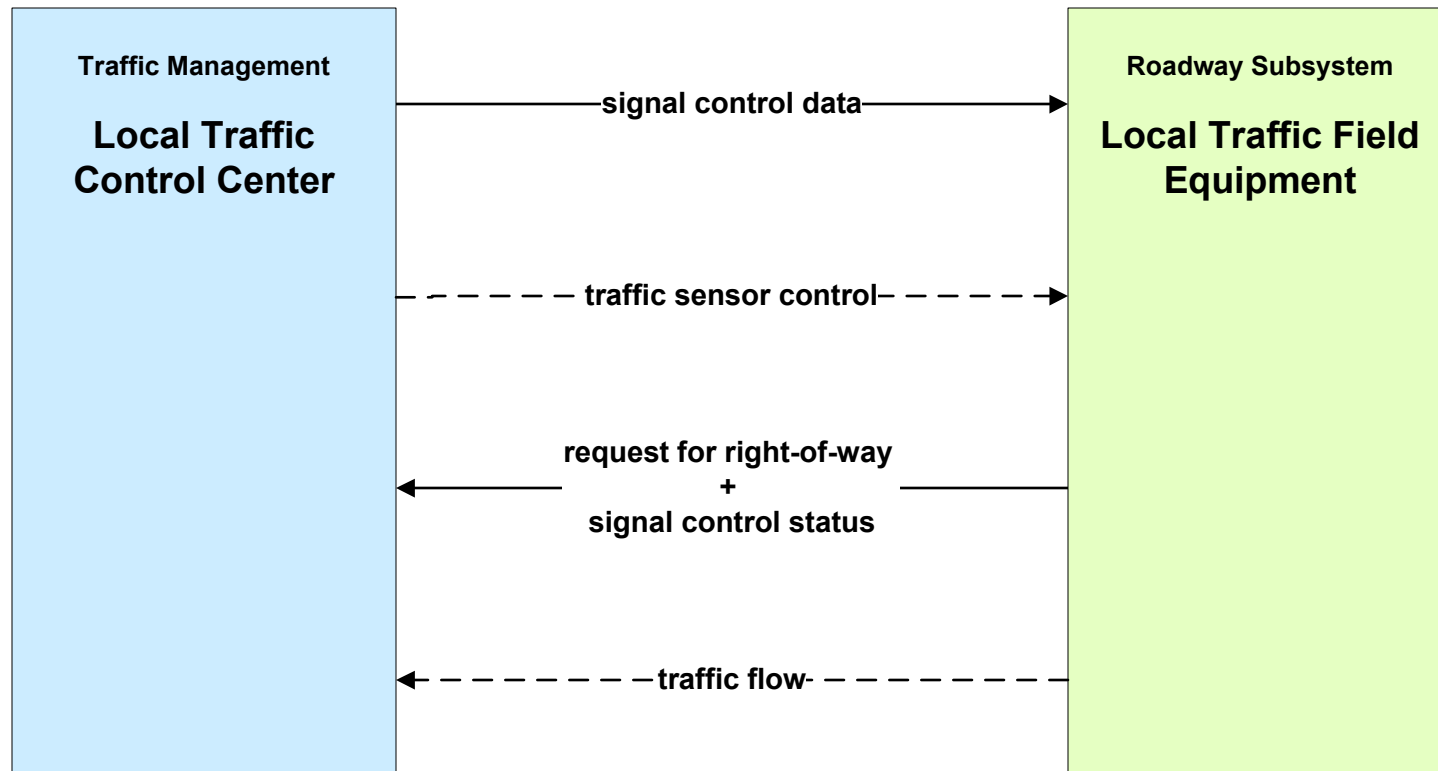 Traffic Management
Local Traffic
Control Center
Roadway Subsystem
Local Traffic Field
Equipment
signal control data
traffic sensor control
request for right-of-way
+
signal control status
traffic flow